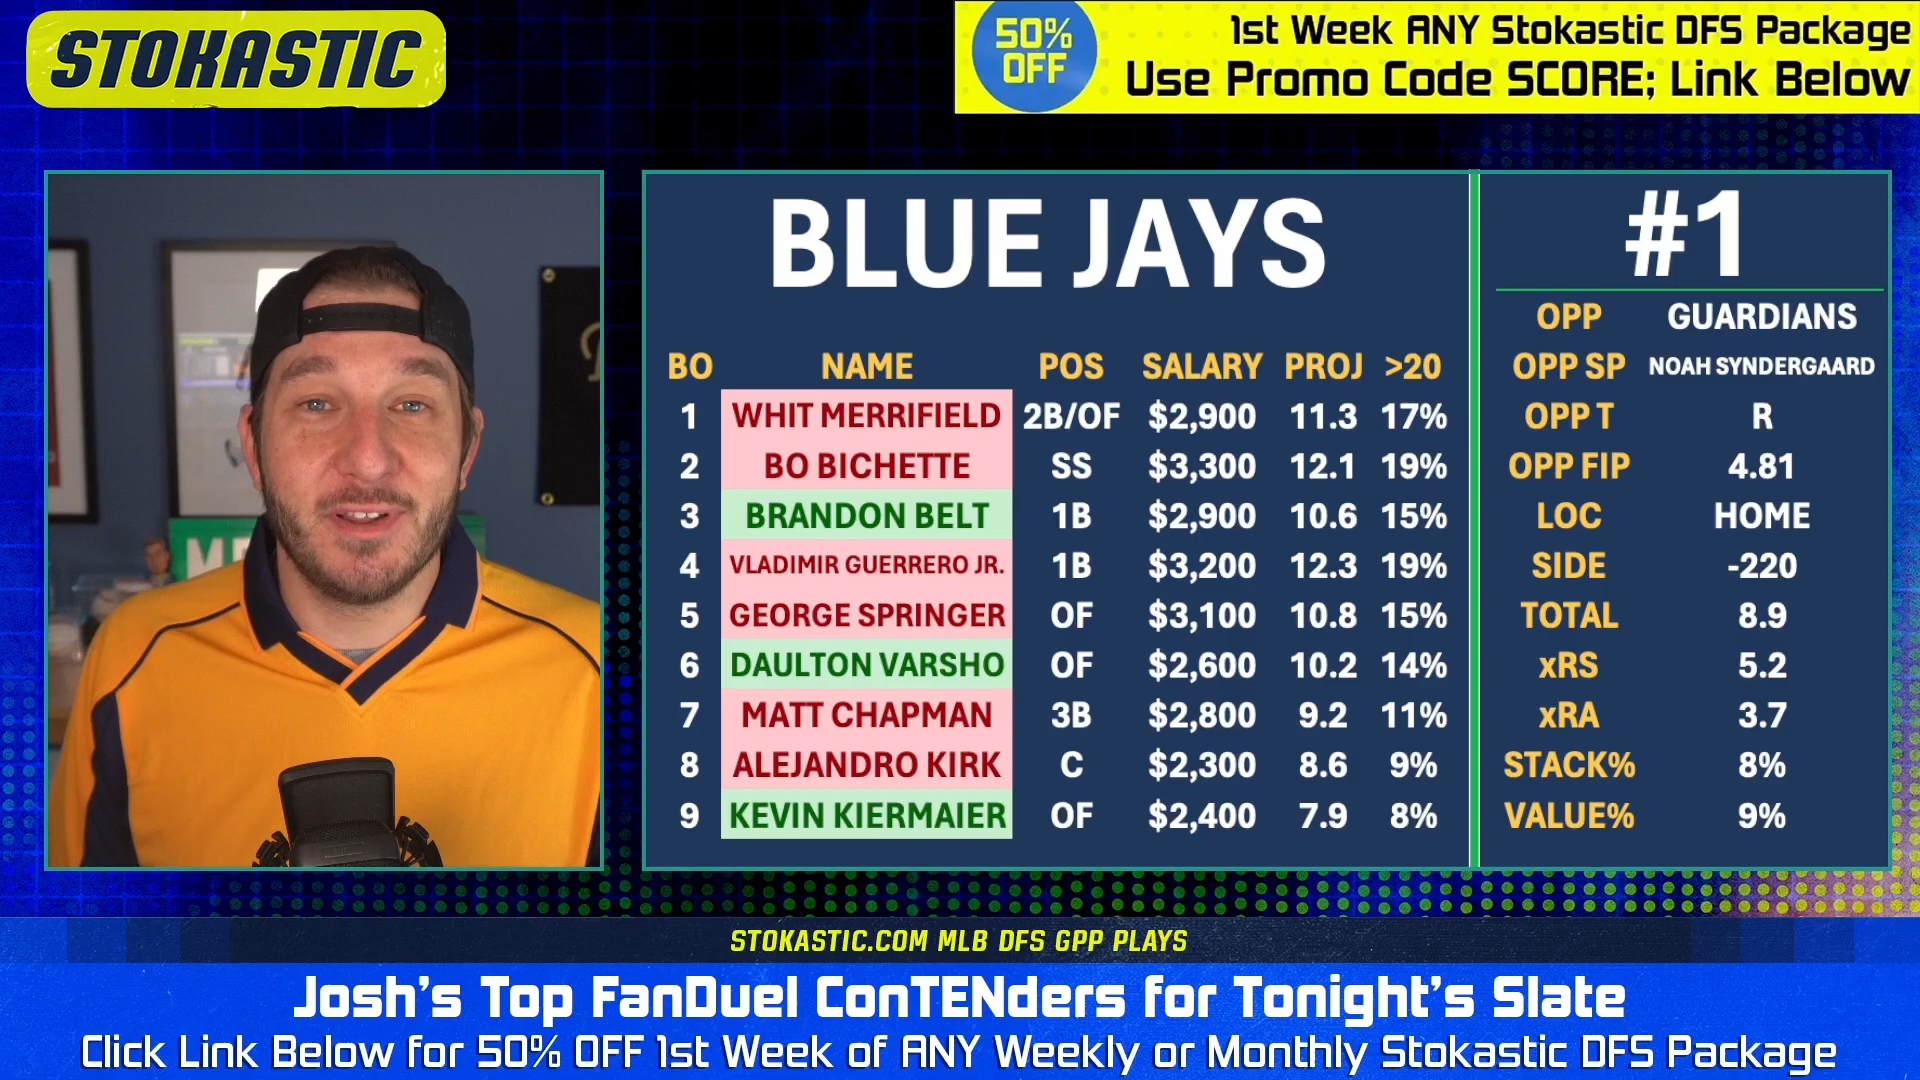 STOKASTIC
50% OFF
1st Week ANY Stokastic DFS Package
Use Promo Code SCORE; Link Below
BLUE JAYS
BO NAME POS SALARY PROJ >20
1 WHIT MERRIFIELD 2B/OF $2,900 11.3 17%
2 BO BICHETTE SS $3,300 12.1 19%
3 BRANDON BELT 1B $2,900 10.6 15%
4 VLADIMIR GUERRERO JR. 1B $3,200 12.3 19%
5 GEORGE SPRINGER OF $3,100 10.8 15%
6 DAULTON VARSHO OF $2,600 10.2 14%
7 MATT CHAPMAN 3B $2,800 9.2 11%
8 ALEJANDRO KIRK C $2,300 8.6 9%
9 KEVIN KIERMAIER OF $2,400 7.9 8%
#1
OPP GUARDIANS
OPP SP NOAH SYNDERGAARD
OPP T R
OPP FIP 4.81
LOC HOME
SIDE -220
TOTAL 8.9
xRS 5.2
xRA 3.7
STACK% 8%
VALUE% 9%
STOKASTIC.COM MLB DFS GPP PLAYS
Josh's Top FanDuel ConTENders for Tonight's Slate
Click Link Below for 50% OFF 1st Week of ANY Weekly or Monthly Stokastic DFS Package